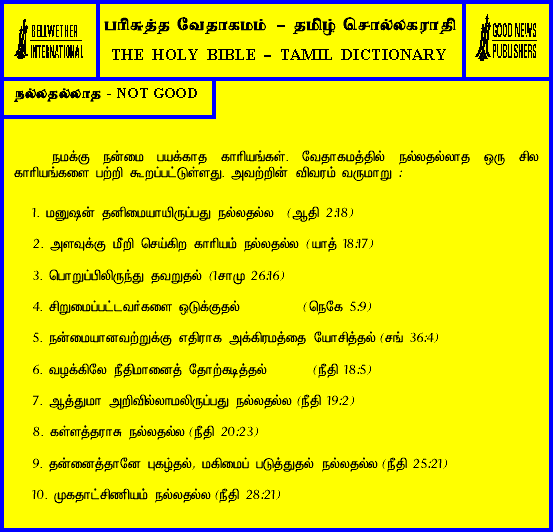 BELLWETHER
INTERNATIONAL
பரிசுத்த வேதாகமம் – தமிழ் சொல்லகராதி
THE HOLY BIBLE – TAMIL DICTIONARY
GOOD NEWS
PUBLISHERS
நல்லதல்லாத - NOT GOOD
நமக்கு நன்மை பயக்காத காரியங்கள். வேதாகமத்தில் நல்லதல்லாத ஒரு சில
காரியங்களை பற்றி கூறப்பட்டுள்ளது. அவற்றின் விவரம் வருமாறு :
1. மனுஷன் தனிமையாயிருப்பது நல்லதல்ல (ஆதி 2:18)
2. அளவுக்கு மீறி செய்கிற காரியம் நல்லதல்ல (யாத் 18:17)
3. பொறுப்பிலிருந்து தவறுதல் (1சாமு 26:16)
4. சிறுமைப்பட்டவர்களை ஒடுக்குதல் (நெகே 5:9)
5. நன்மையானவற்றுக்கு எதிராக அக்கிரமத்தை யோசித்தல் (சங் 36:4)
6. வழக்கிலே நீதிமானைத் தோற்கடித்தல் (நீதி 18:5)
7. ஆத்துமா அறிவில்லாமலிருப்பது நல்லதல்ல (நீதி 19:2)
8. கள்ளத்தராசு நல்லதல்ல (நீதி 20:23)
9. தன்னைத்தானே புகழ்தல், மகிமைப் படுத்துதல் நல்லதல்ல (நீதி 25:21)
10. முகதாட்சிணியம் நல்லதல்ல (நீதி 28:21)